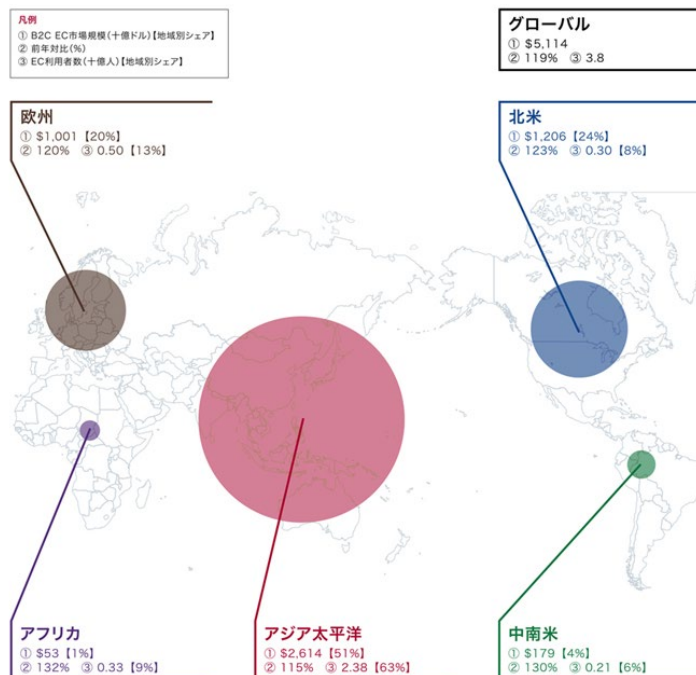 凡例
① B2C EC市場規模(十億ドル)【地域別シェア】
② 前年対比(%)
③ EC利用者数(十億人)【地域別シェア】
グローバル
① $5,114
② 119% ③ 3.8
欧州
① $1,001【20%】
② 120% ③ 0.50【13%】
北米
① $1,206【24%】
② 123% ③ 0.30【8%】
アフリカ
① $53【1%】
② 132% ③ 0.33【9%】
アジア太平洋
① $2,614【51%】
② 115% ③ 2.38【63%】
中南米
① $179【4%】
② 130% ③ 0.21【6%】